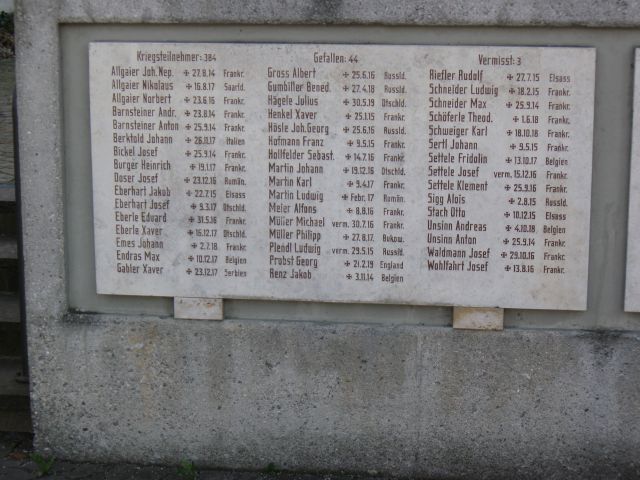 Kriegsteilnehmer: 384
Allgaier Joh. Nep. ✠ 27.8.14 Frankr.
Allgaier Nikolaus ✠ 16.8.17 Saarld.
Allgaier Norbert ✠ 23.6.16 Frankr.
Barnsteiner Andr. ✠ 23.8.14 Frankr.
Barnsteiner Anton ✠ 25.9.14 Frankr.
Berktold Johann ✠ 26.11.17 Italien
Bickel Josef ✠ 25.9.14 Frankr.
Burger Heinrich ✠ 19.1.17 Frankr.
Doser Josef ✠ 23.12.16 Rumän.
Eberhart Jakob ✠ 22.7.15 Elsass
Eberhart Josef ✠ 9.3.17 Dtschld.
Eberle Eduard ✠ 31.5.16 Frankr.
Eberle Xaver ✠ 16.12.17 Dtschld.
Emes Johann ✠ 2.7.18 Frankr.
Endras Max ✠ 10.12.17 Belgien
Gabler Xaver ✠ 23.12.17 Serbien
Gefallen: 44
Gross Albert ✠ 25.6.16 Russld.
Gumbiller Bened. ✠ 27.4.18 Russld.
Hägele Julius ✠ 30.5.19 Dtschld.
Henkel Xaver ✠ 25.1.15 Frankr.
Hösle Joh. Georg ✠ 25.6.16 Russld.
Hofmann Franz ✠ 9.5.15 Frankr.
Hollfelder Sebast. ✠ 14.7.16 Frankr.
Martin Johann ✠ 19.12.16 Dtschld.
Martin Karl ✠ 9.4.17 Frankr.
Martin Ludwig ✠ Febr. 17 Rumän.
Meier Alfons ✠ 8.8.16 Frankr.
Müller Michael verm. 30.7.16 Frankr.
Müller Philipp ✠ 27.8.17. Bukow.
Plendl Ludwig verm. 29.5.15 Russld.
Probst Georg ✠ 21.2.19 England
Renz Jakob ✠ 3.11.14 Belgien
Vermisst: 3
Riefler Rudolf ✠ 27.7.15 Elsass
Schneider Ludwig ✠ 18.2.15 Frankr.
Schneider Max ✠ 25.9.14 Frankr.
Schöferle Theod. ✠ 1.6.18 Frankr.
Schweiger Karl ✠ 18.10.18 Frankr.
Sertl Johann ✠ 9.5.15 Frankr.
Settele Fridolin ✠ 13.10.17 Belgien
Settele Josef verm. 15.12.16 Frankr.
Settele Klement ✠ 25.9.16 Frankr.
Sigg Alois ✠ 2.8.15 Russld.
Stach Otto ✠ 10.12.15 Elsass
Unsinn Andreas ✠ 4.10.18 Belgien
Unsinn Anton ✠ 25.9.14 Frankr.
Waldmann Josef ✠ 29.10.16 Frankr.
Wohlfahrt Josef ✠ 13.8.16 Frankr.